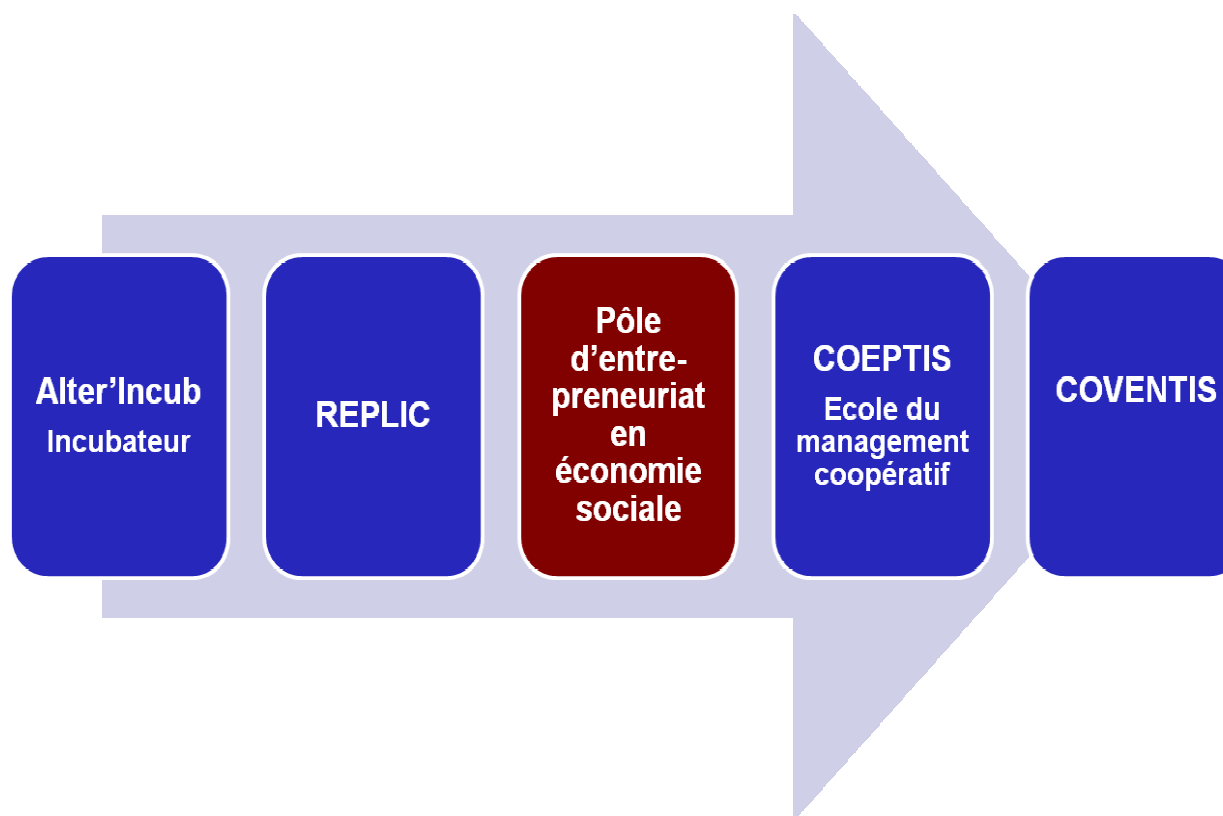 Alter’Incub
Incubateur
REPLIC
Pôle
d’entre-
preneuriat
en
économie
sociale
COEPTIS
Ecole du
management
coopératif
COVENTIS